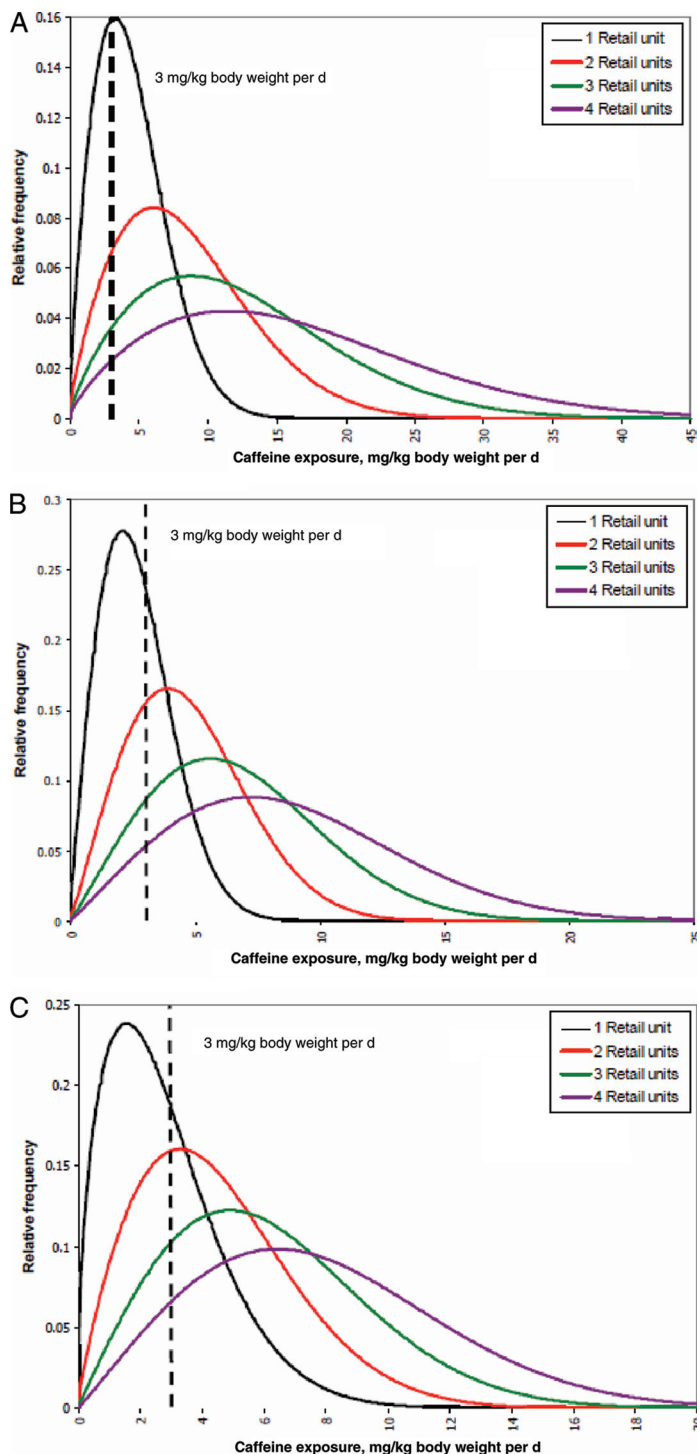 A
0.16
0.14
0.12
0.1
0.08
0.06
0.04
0.02
0
Relative frequency
3 mg/kg body weight per d
1 Retail unit
2 Retail units
3 Retail units
4 Retail units
0 5 10 15 20 25 30 35 40 45
Caffeine exposure, mg/kg body weight per d
B
0.3
0.25
0.2
0.15
0.1
0.05
0
Relative frequency
3 mg/kg body weight per d
1 Retail unit
2 Retail units
3 Retail units
4 Retail units
0 5 10 15 20 25
Caffeine exposure, mg/kg body weight per d
C
0.25
0.2
0.15
0.1
0.05
0
Relative frequency
3 mg/kg body weight per d
1 Retail unit
2 Retail units
3 Retail units
4 Retail units
0 2 4 6 8 10 12 14 16 18 20
Caffeine exposure, mg/kg body weight per d